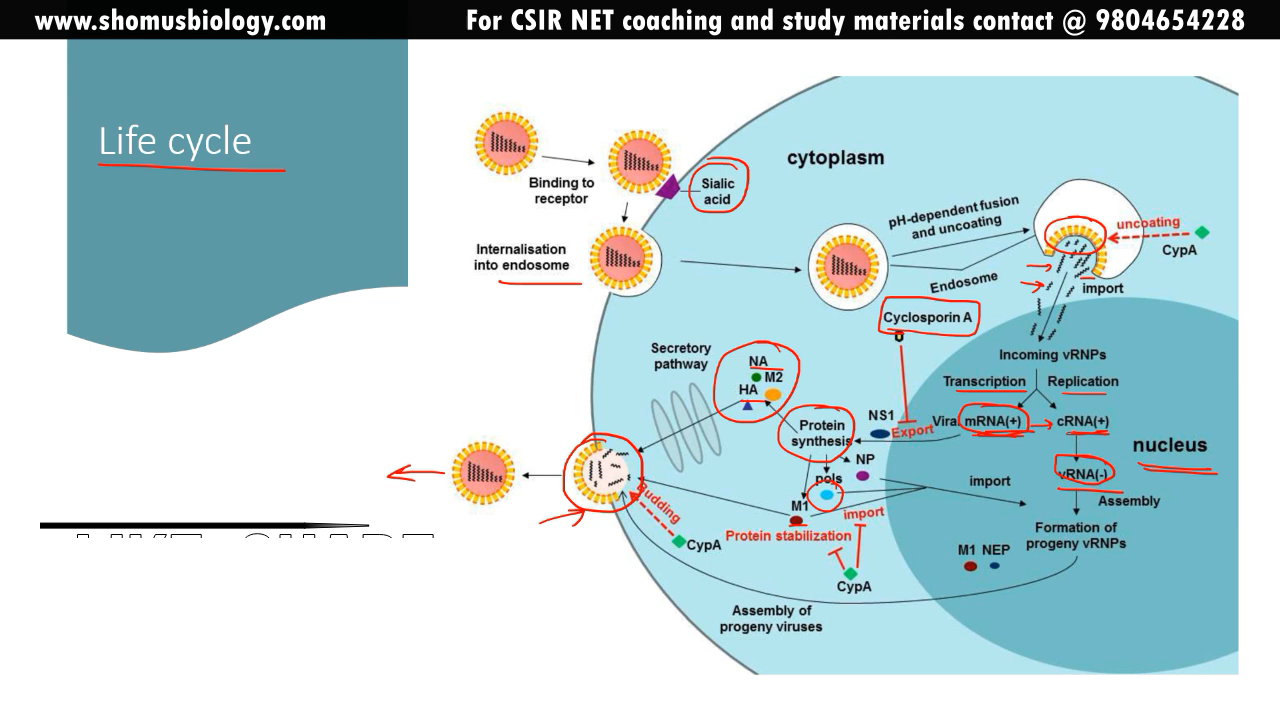 www.shomusbiology.com
For CSIR NET coaching and study materials contact @ 9804654228
Life cycle
cytoplasm
Binding to
receptor
Sialic
acid
Internalisation
into endosome
pH-dependent fusion
and uncoating
Endosome
uncoating
CypA
import
Cyclosporin A
Incoming vRNPs
Transcription
Replication
Secretory
pathway
NA
M2
HA
Protein
synthesis
NS1
Export
Viral mRNA(+)
cRNA(+)
nucleus
NP
pols
vRNA(-)
import
Assembly
M1
import
Budding
CypA
Protein stabilization
Formation of
progeny vRNPs
M1 NEP
CypA
Assembly of
progeny viruses